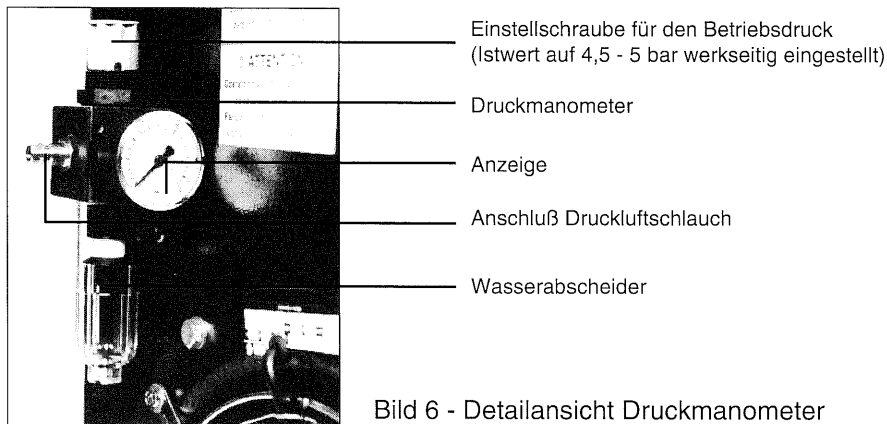 Einstellschraube für den Betriebsdruck
(Istwert auf 4,5 - 5 bar werkseitig eingestellt)
ATTENTION
Druckmanometer
Anzeige
Anschluß Druckluftschlauch
Wasserabscheider
Bild 6 - Detailansicht Druckmanometer